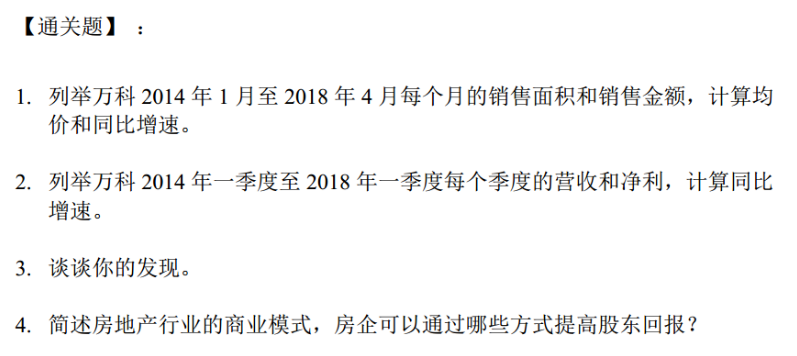 【通关题】 ：
1. 列举万科 2014 年 1 月至 2018 年 4 月每个月的销售面积和销售金额，计算均
价和同比增速。
2. 列举万科 2014 年一季度至 2018 年一季度每个季度的营收和净利，计算同比
增速。
3. 谈谈你的发现。
4. 简述房地产行业的商业模式，房企可以通过哪些方式提高股东回报？